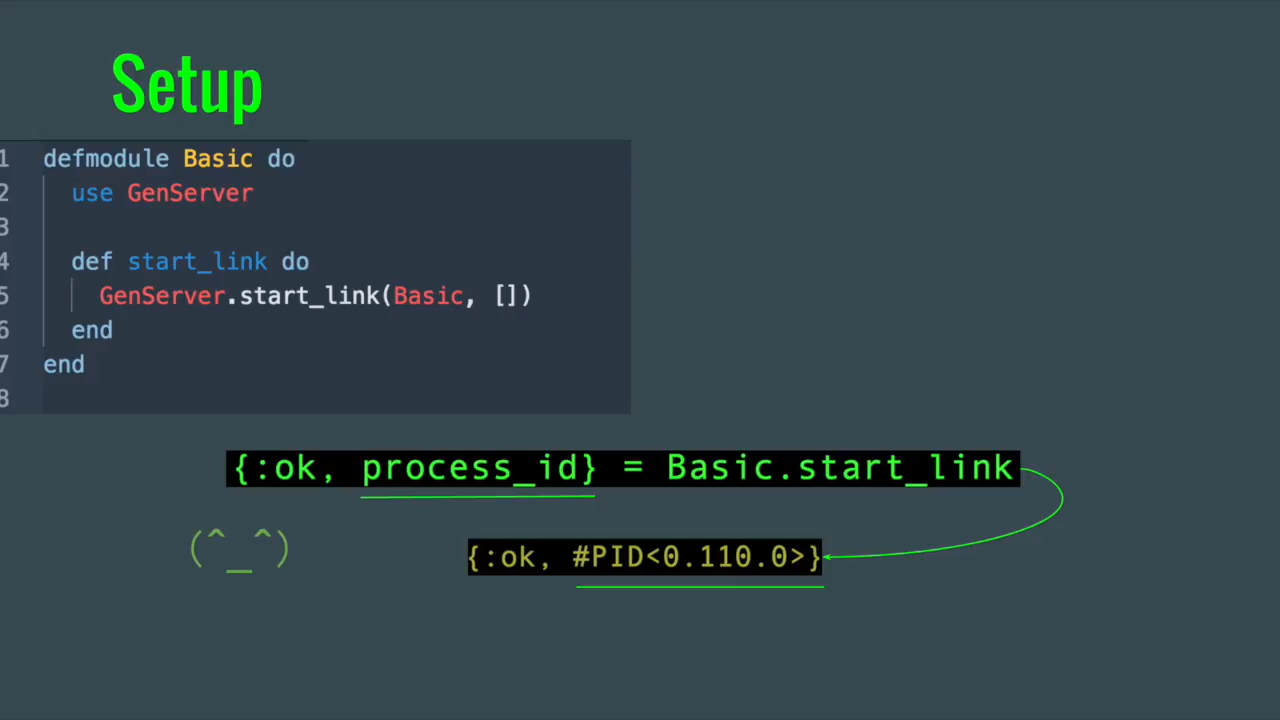 Setup
1 defmodule Basic do
2   use GenServer
3
4   def start_link do
5     GenServer.start_link(Basic, [])
6   end
7 end
8
{:ok, process_id} = Basic.start_link
(^_^)
{:ok, #PID<0.110.0>}